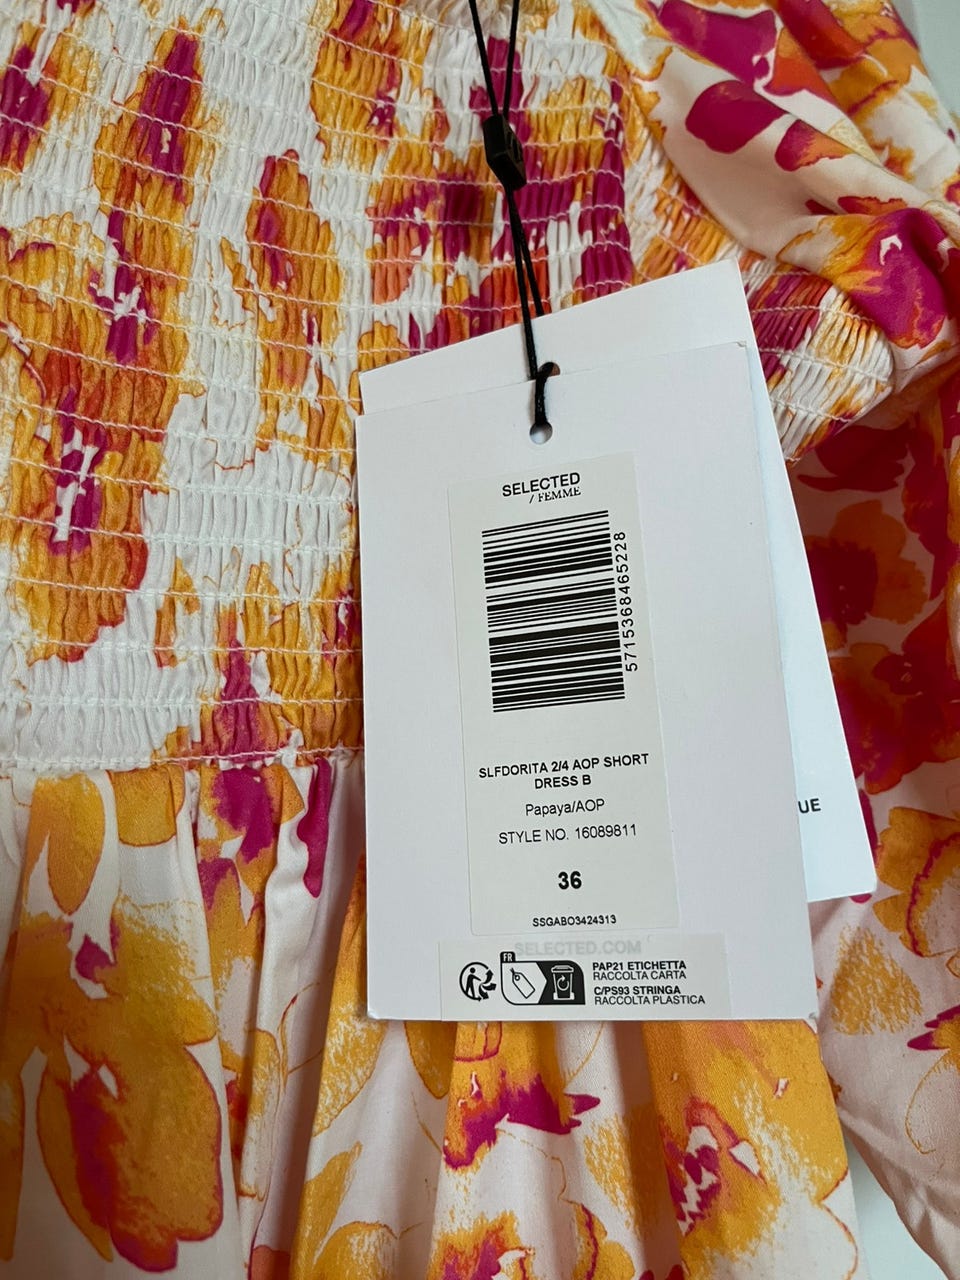 SELECTED
/ FEMME
5715368465228
SLFDORITA 2/4 AOP SHORT
DRESS B
Papaya/AOP
STYLE NO. 16089811
36
SSGABO3424313
SELECTED.COM
FR
PAP21 ETICHETTA
RACCOLTA CARTA
C/PS93 STRINGA
RACCOLTA PLASTICA
UE